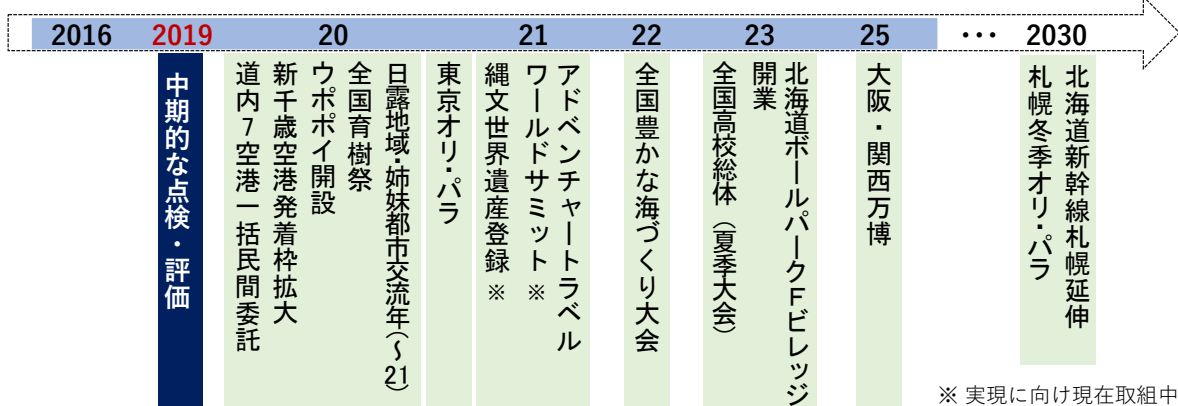 2016 2019 20 21 22 23 25 ・・・ 2030
中期的な点検・評価
道内７空港一括民間委託
新千歳空港発着枠拡大
ウポポイ開設
全国育樹祭
日露地域・姉妹都市交流年（～21）
東京オリ・パラ
縄文世界遺産登録 ※
アドベンチャートラベル
ワールドサミット ※
全国豊かな海づくり大会
北海道ボールパークＦビレッジ
開業
全国高校総体（夏季大会）
大阪・関西万博
北海道新幹線札幌延伸
札幌冬季オリ・パラ
※ 実現に向け現在取組中